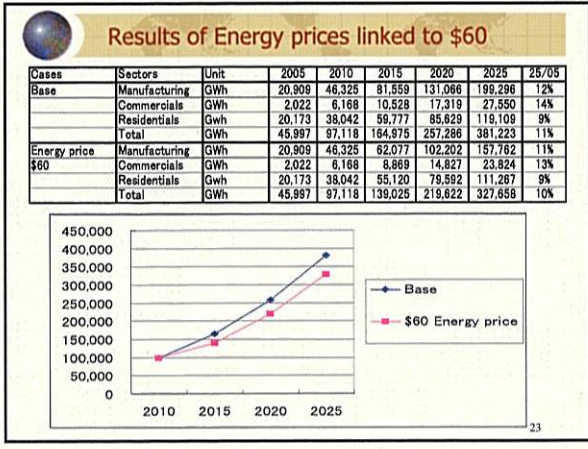 Results of Energy prices linked to $60
Cases Sectors Unit 2005 2010 2015 2020 2025 25/05
Base Manufacturing GWh 20,909 46,325 81,559 131,066 199,296 12%
Commercials GWh 2,022 6,168 10,528 17,319 27,550 14%
Residentials Gwh 20,173 38,042 59,777 85,629 119,109 9%
Total GWh 45,997 97,118 164,975 257,286 381,223 11%
Energy price Manufacturing GWh 20,909 46,325 62,077 102,202 157,762 11%
$60 Commercials GWh 2,022 6,168 8,869 14,827 23,824 13%
Residentials Gwh 20,173 38,042 55,120 79,592 111,267 9%
Total GWh 45,997 97,118 139,025 219,622 327,658 10%
450,000
400,000
350,000
300,000
250,000
200,000
150,000
100,000
50,000
0
2010 2015 2020 2025
Base
$60 Energy price
23